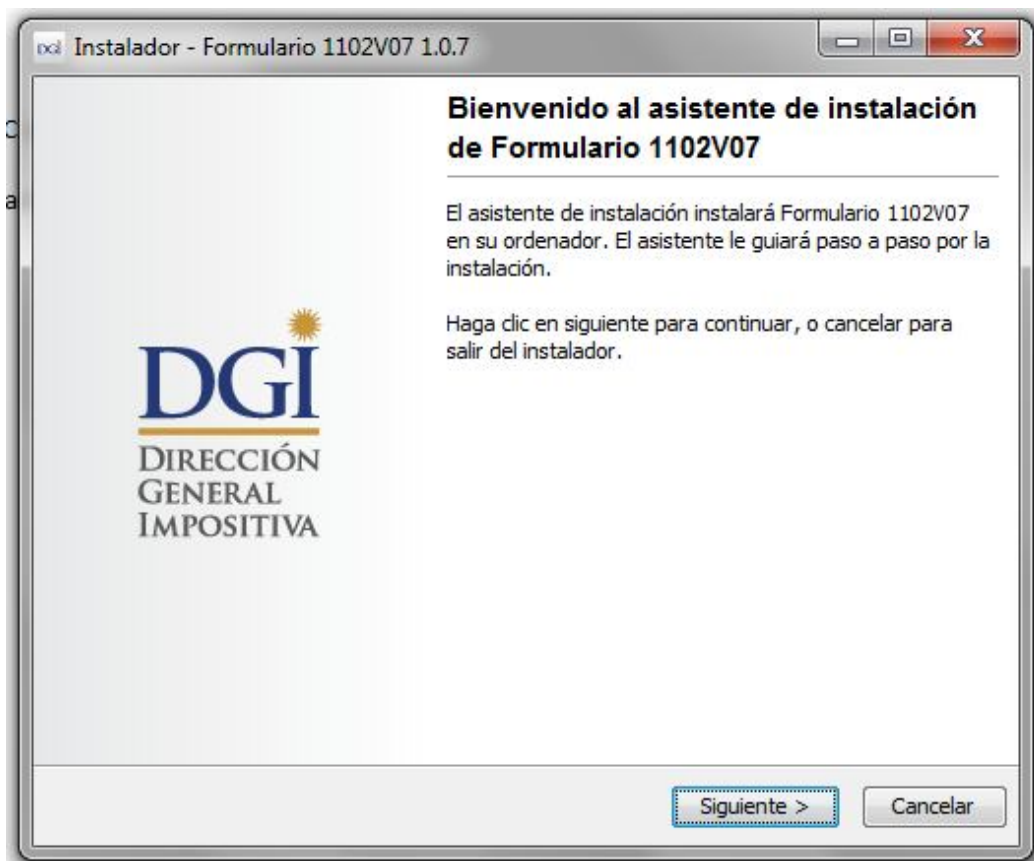 DGI Instalador - Formulario 1102V07 1.0.7
Bienvenido al asistente de instalación
de Formulario 1102V07
El asistente de instalación instalará Formulario 1102V07
en su ordenador. El asistente le guiará paso a paso por la
instalación.
Haga clic en siguiente para continuar, o cancelar para
salir del instalador.
DGI
DIRECCIÓN
GENERAL
IMPOSITIVA
Siguiente >
Cancelar